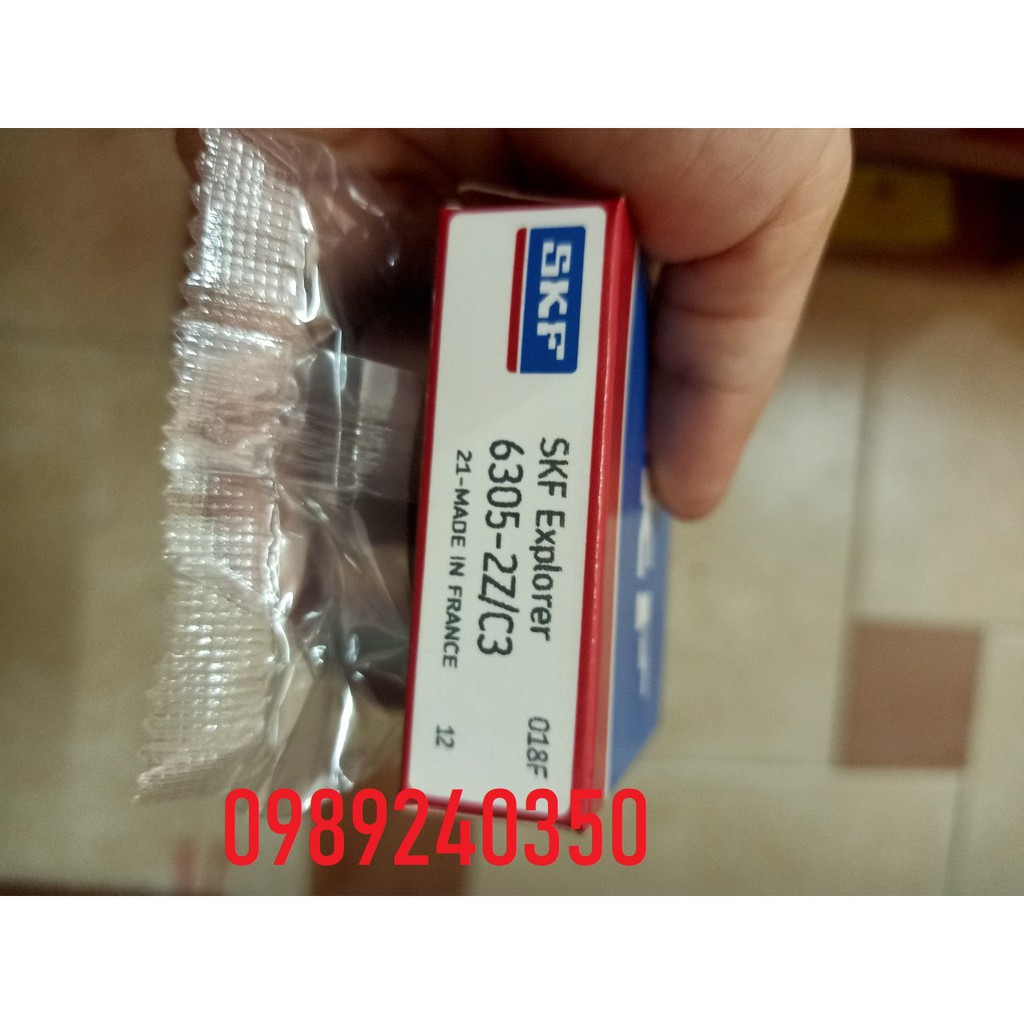 SKF
SKF Explorer
6305-2Z/C3
21-MADE IN FRANCE
018F
12
0989240350